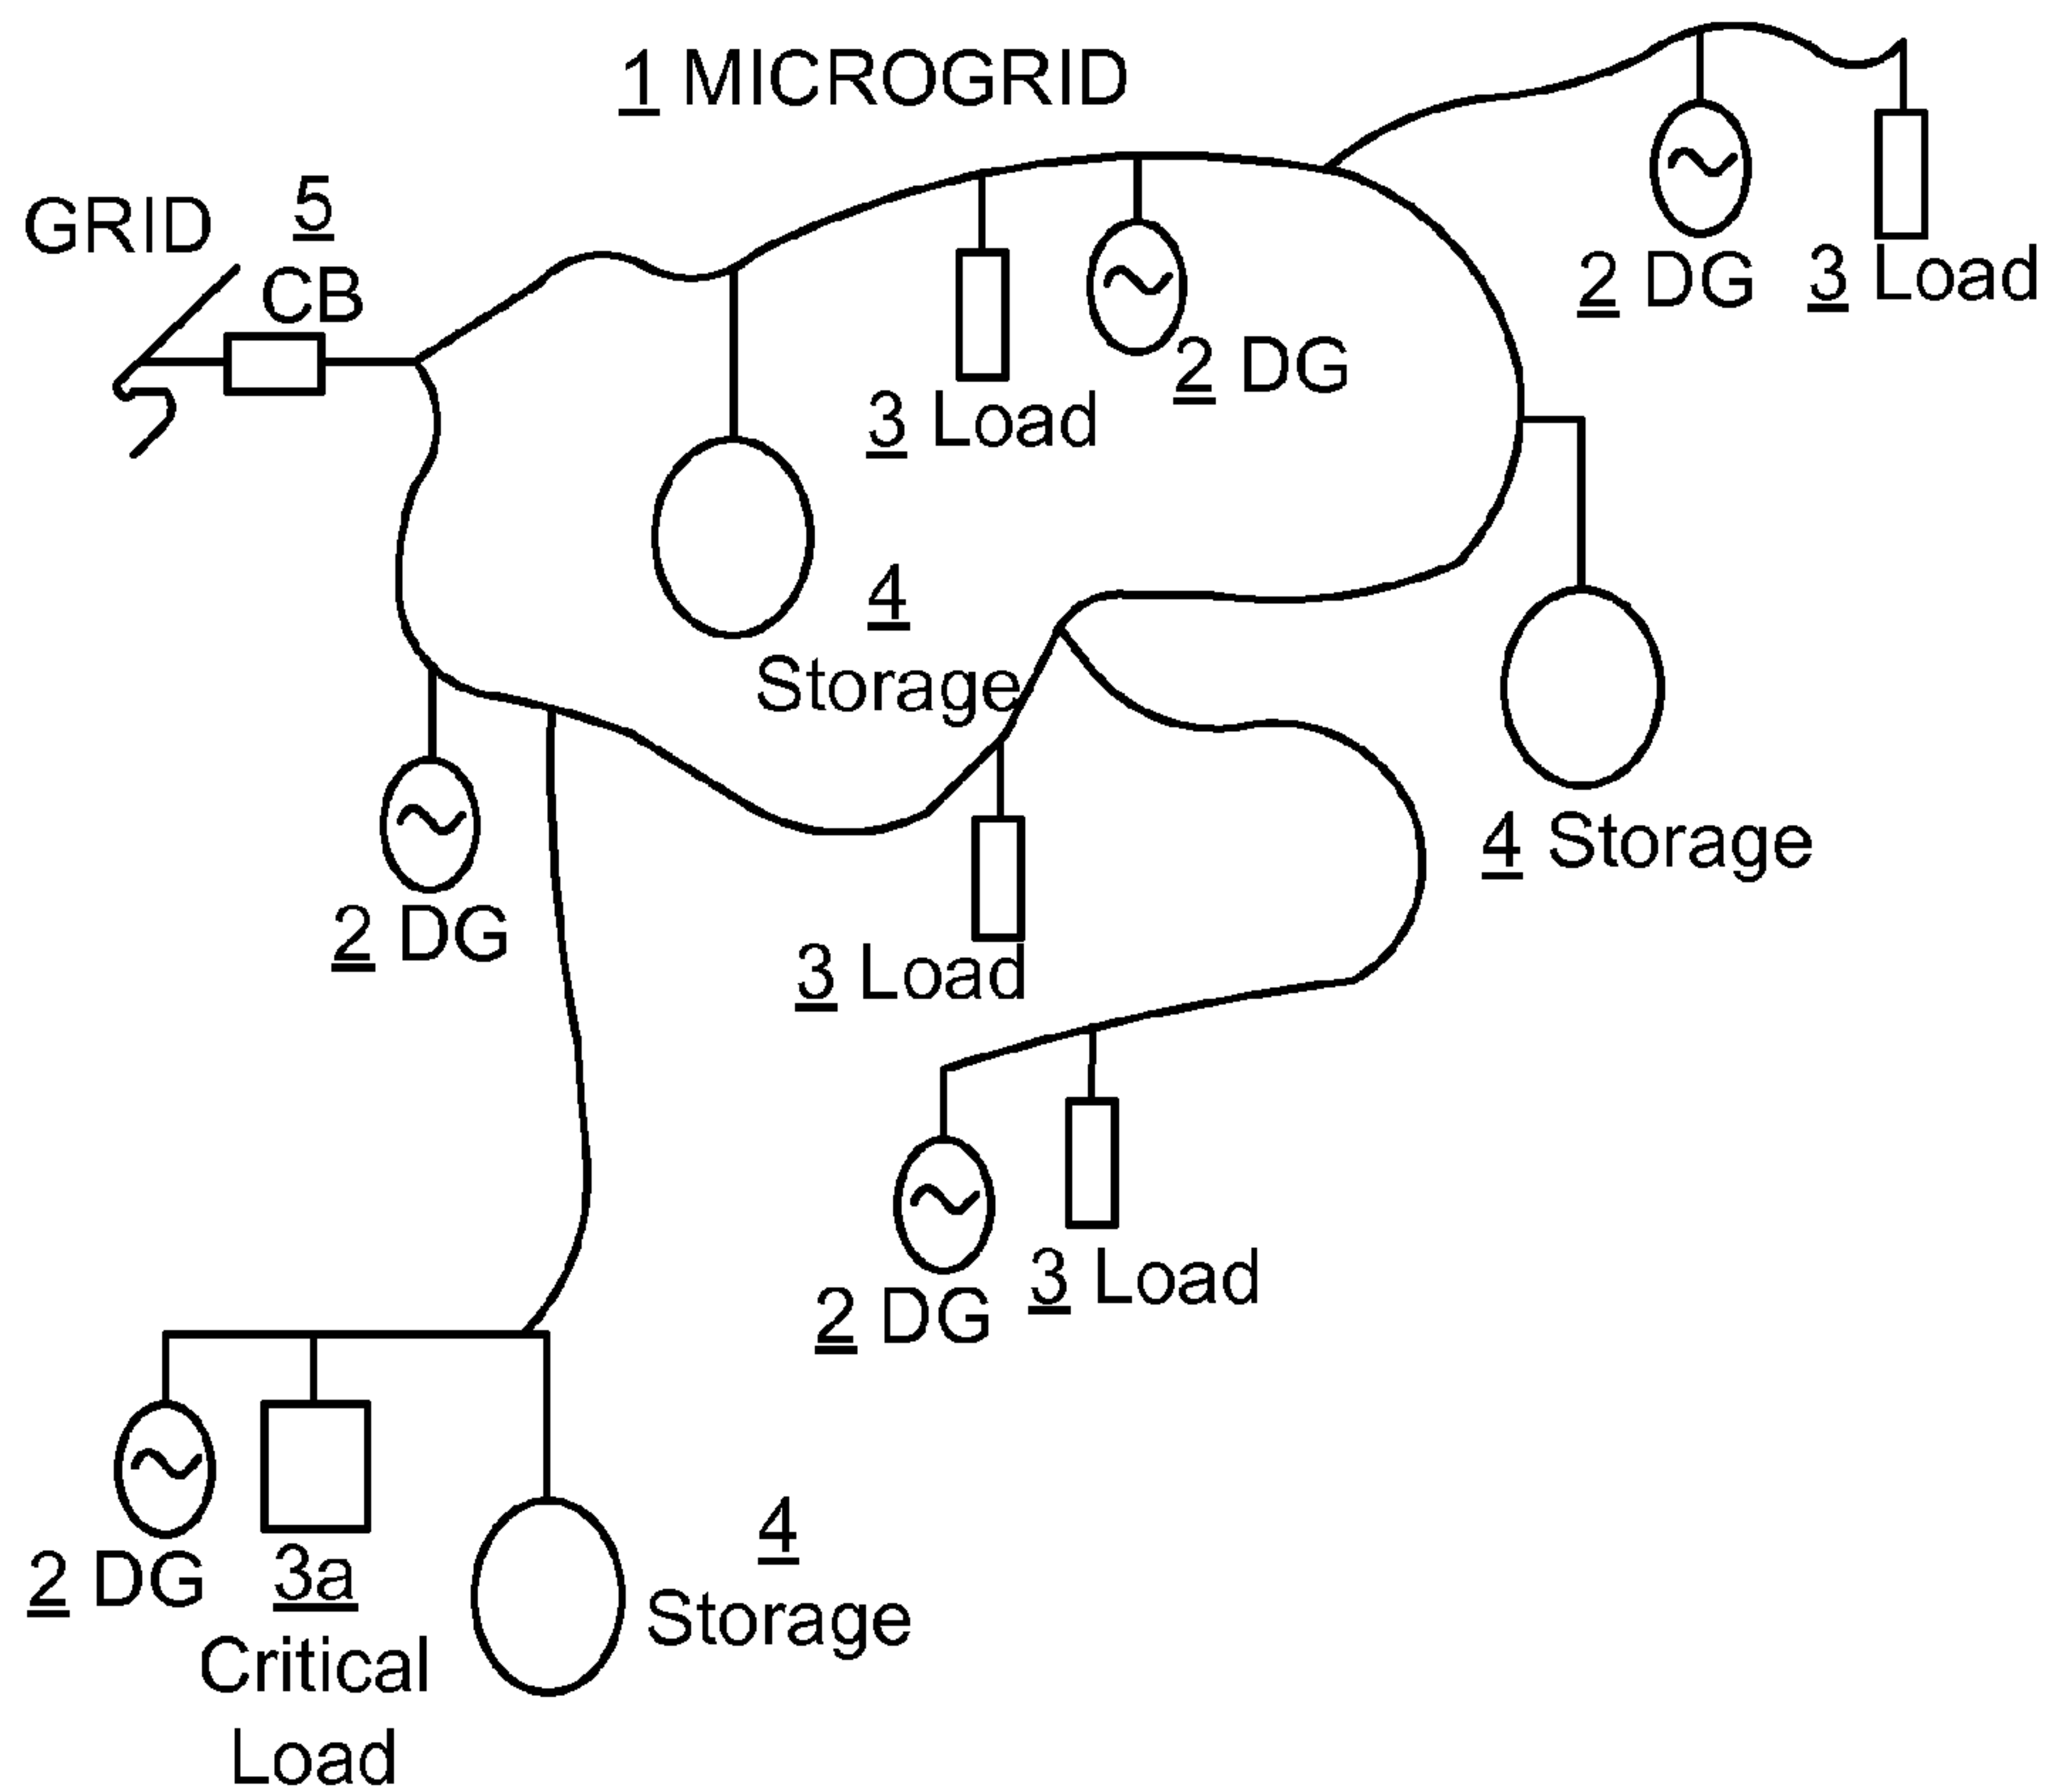 1 MICROGRID
GRID
5
CB
2 DG
3 Load
2 DG
3 Load
4
Storage
4 Storage
2 DG
3 Load
2 DG
3 Load
2 DG
3a
Critical
Load
4
Storage